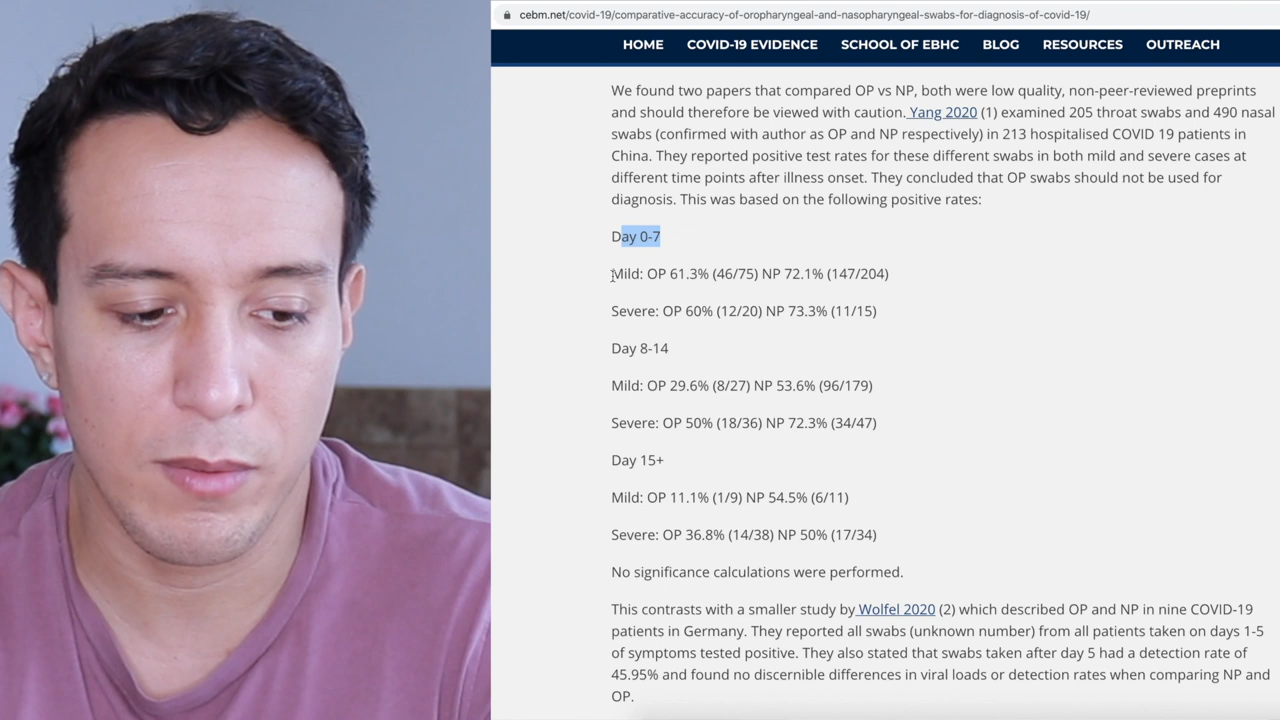 cebm.net/covid-19/comparative-accuracy-of-oropharyngeal-and-nasopharyngeal-swabs-for-diagnosis-of-covid-19/
HOME COVID-19 EVIDENCE SCHOOL OF EBHC BLOG RESOURCES OUTREACH
We found two papers that compared OP vs NP, both were low quality, non-peer-reviewed preprints
and should therefore be viewed with caution. Yang 2020 (1) examined 205 throat swabs and 490 nasal
swabs (confirmed with author as OP and NP respectively) in 213 hospitalised COVID 19 patients in
China. They reported positive test rates for these different swabs in both mild and severe cases at
different time points after illness onset. They concluded that OP swabs should not be used for
diagnosis. This was based on the following positive rates:
Day 0-7
Mild: OP 61.3% (46/75) NP 72.1% (147/204)
Severe: OP 60% (12/20) NP 73.3% (11/15)
Day 8-14
Mild: OP 29.6% (8/27) NP 53.6% (96/179)
Severe: OP 50% (18/36) NP 72.3% (34/47)
Day 15+
Mild: OP 11.1% (1/9) NP 54.5% (6/11)
Severe: OP 36.8% (14/38) NP 50% (17/34)
No significance calculations were performed.
This contrasts with a smaller study by Wolfel 2020 (2) which described OP and NP in nine COVID-19
patients in Germany. They reported all swabs (unknown number) from all patients taken on days 1-5
of symptoms tested positive. They also stated that swabs taken after day 5 had a detection rate of
45.95% and found no discernible differences in viral loads or detection rates when comparing NP and
OP.